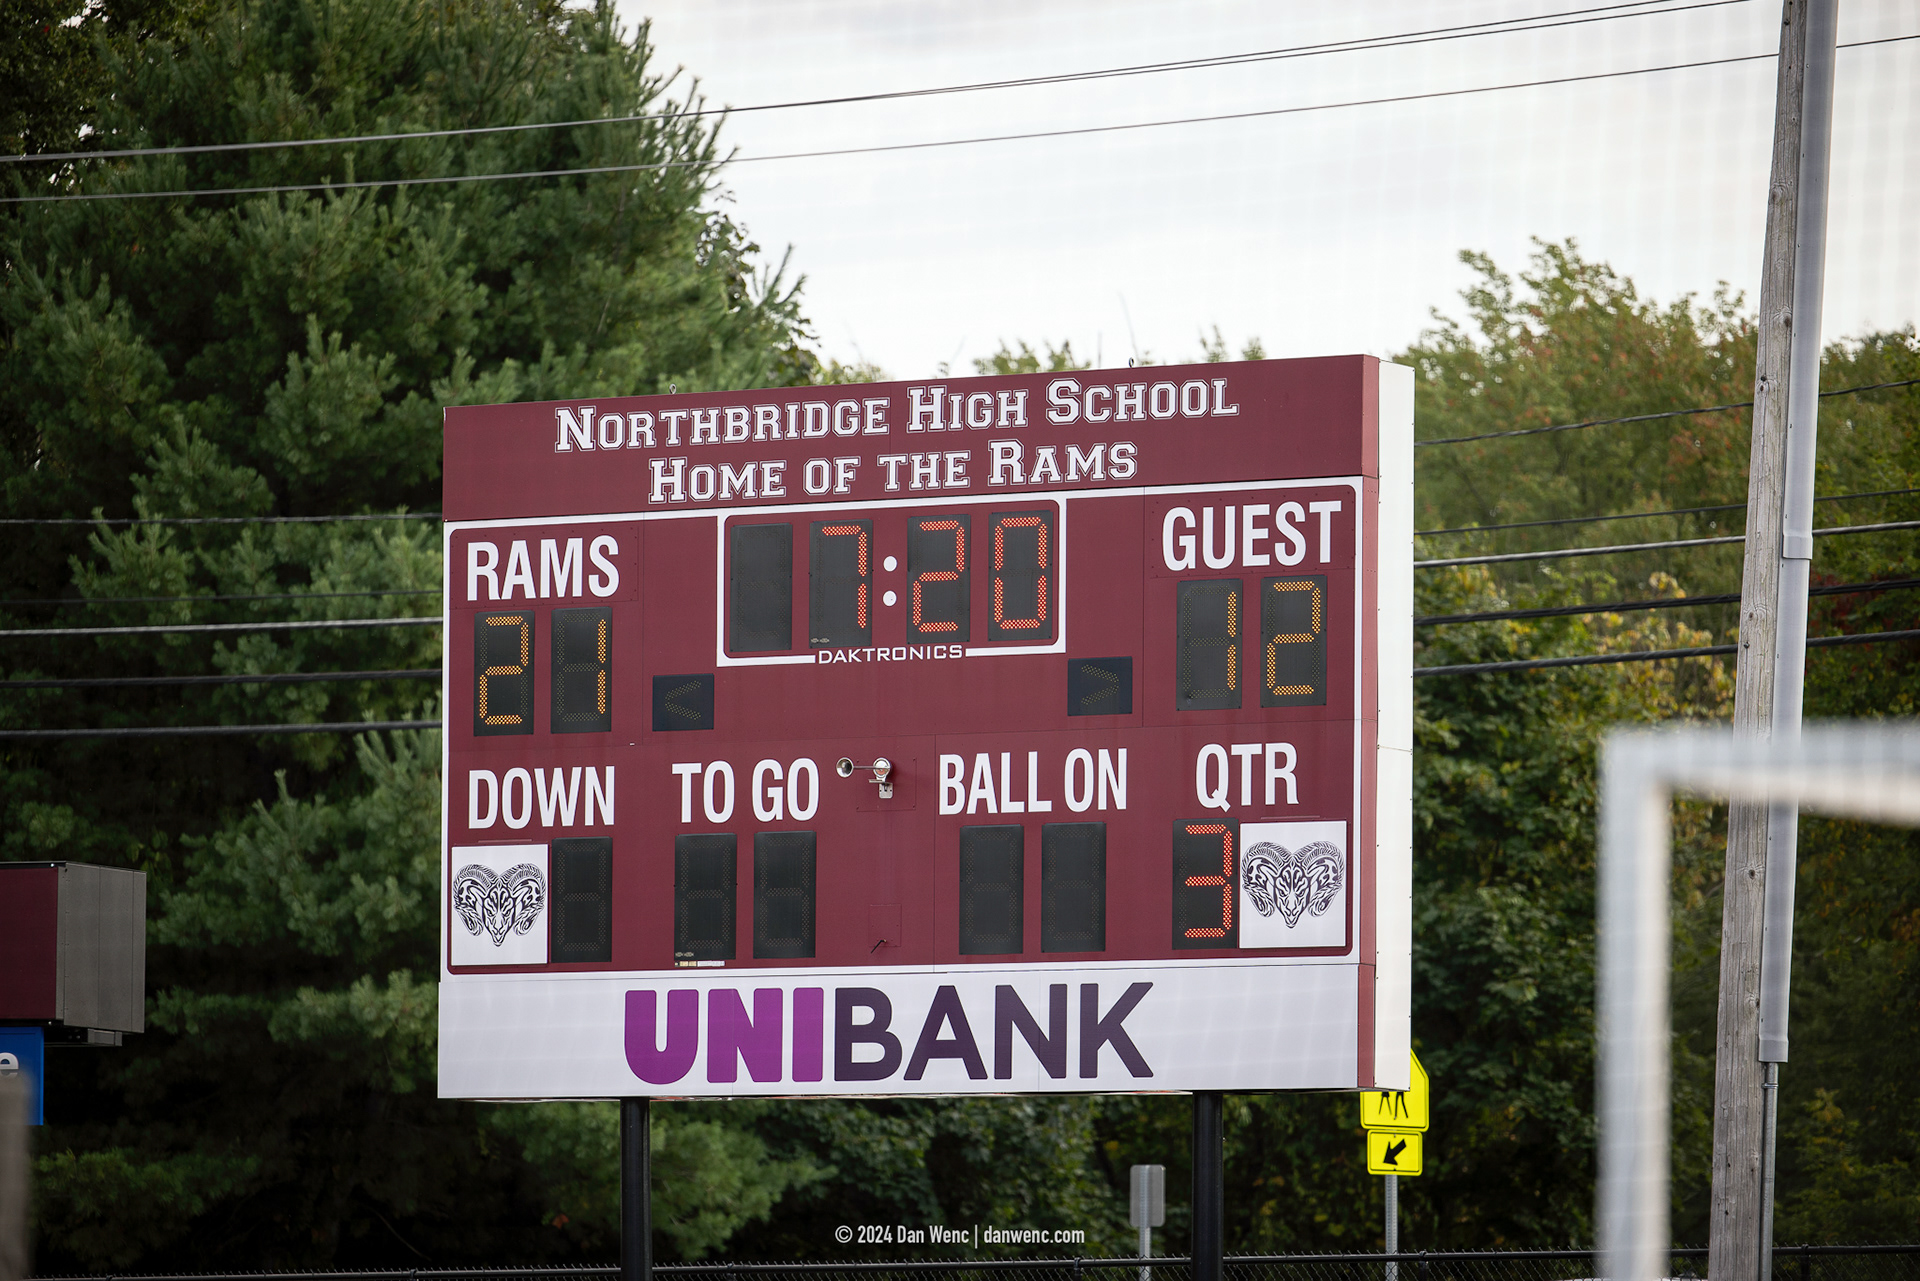 NORTHBRIDGE HIGH SCHOOL
HOME OF THE RAMS
RAMS 7:20 GUEST
21 12
DAKTRONICS
< >
DOWN TO GO BALL ON QTR
3
UNIBANK
e
© 2024 Dan Wenc | danwenc.com